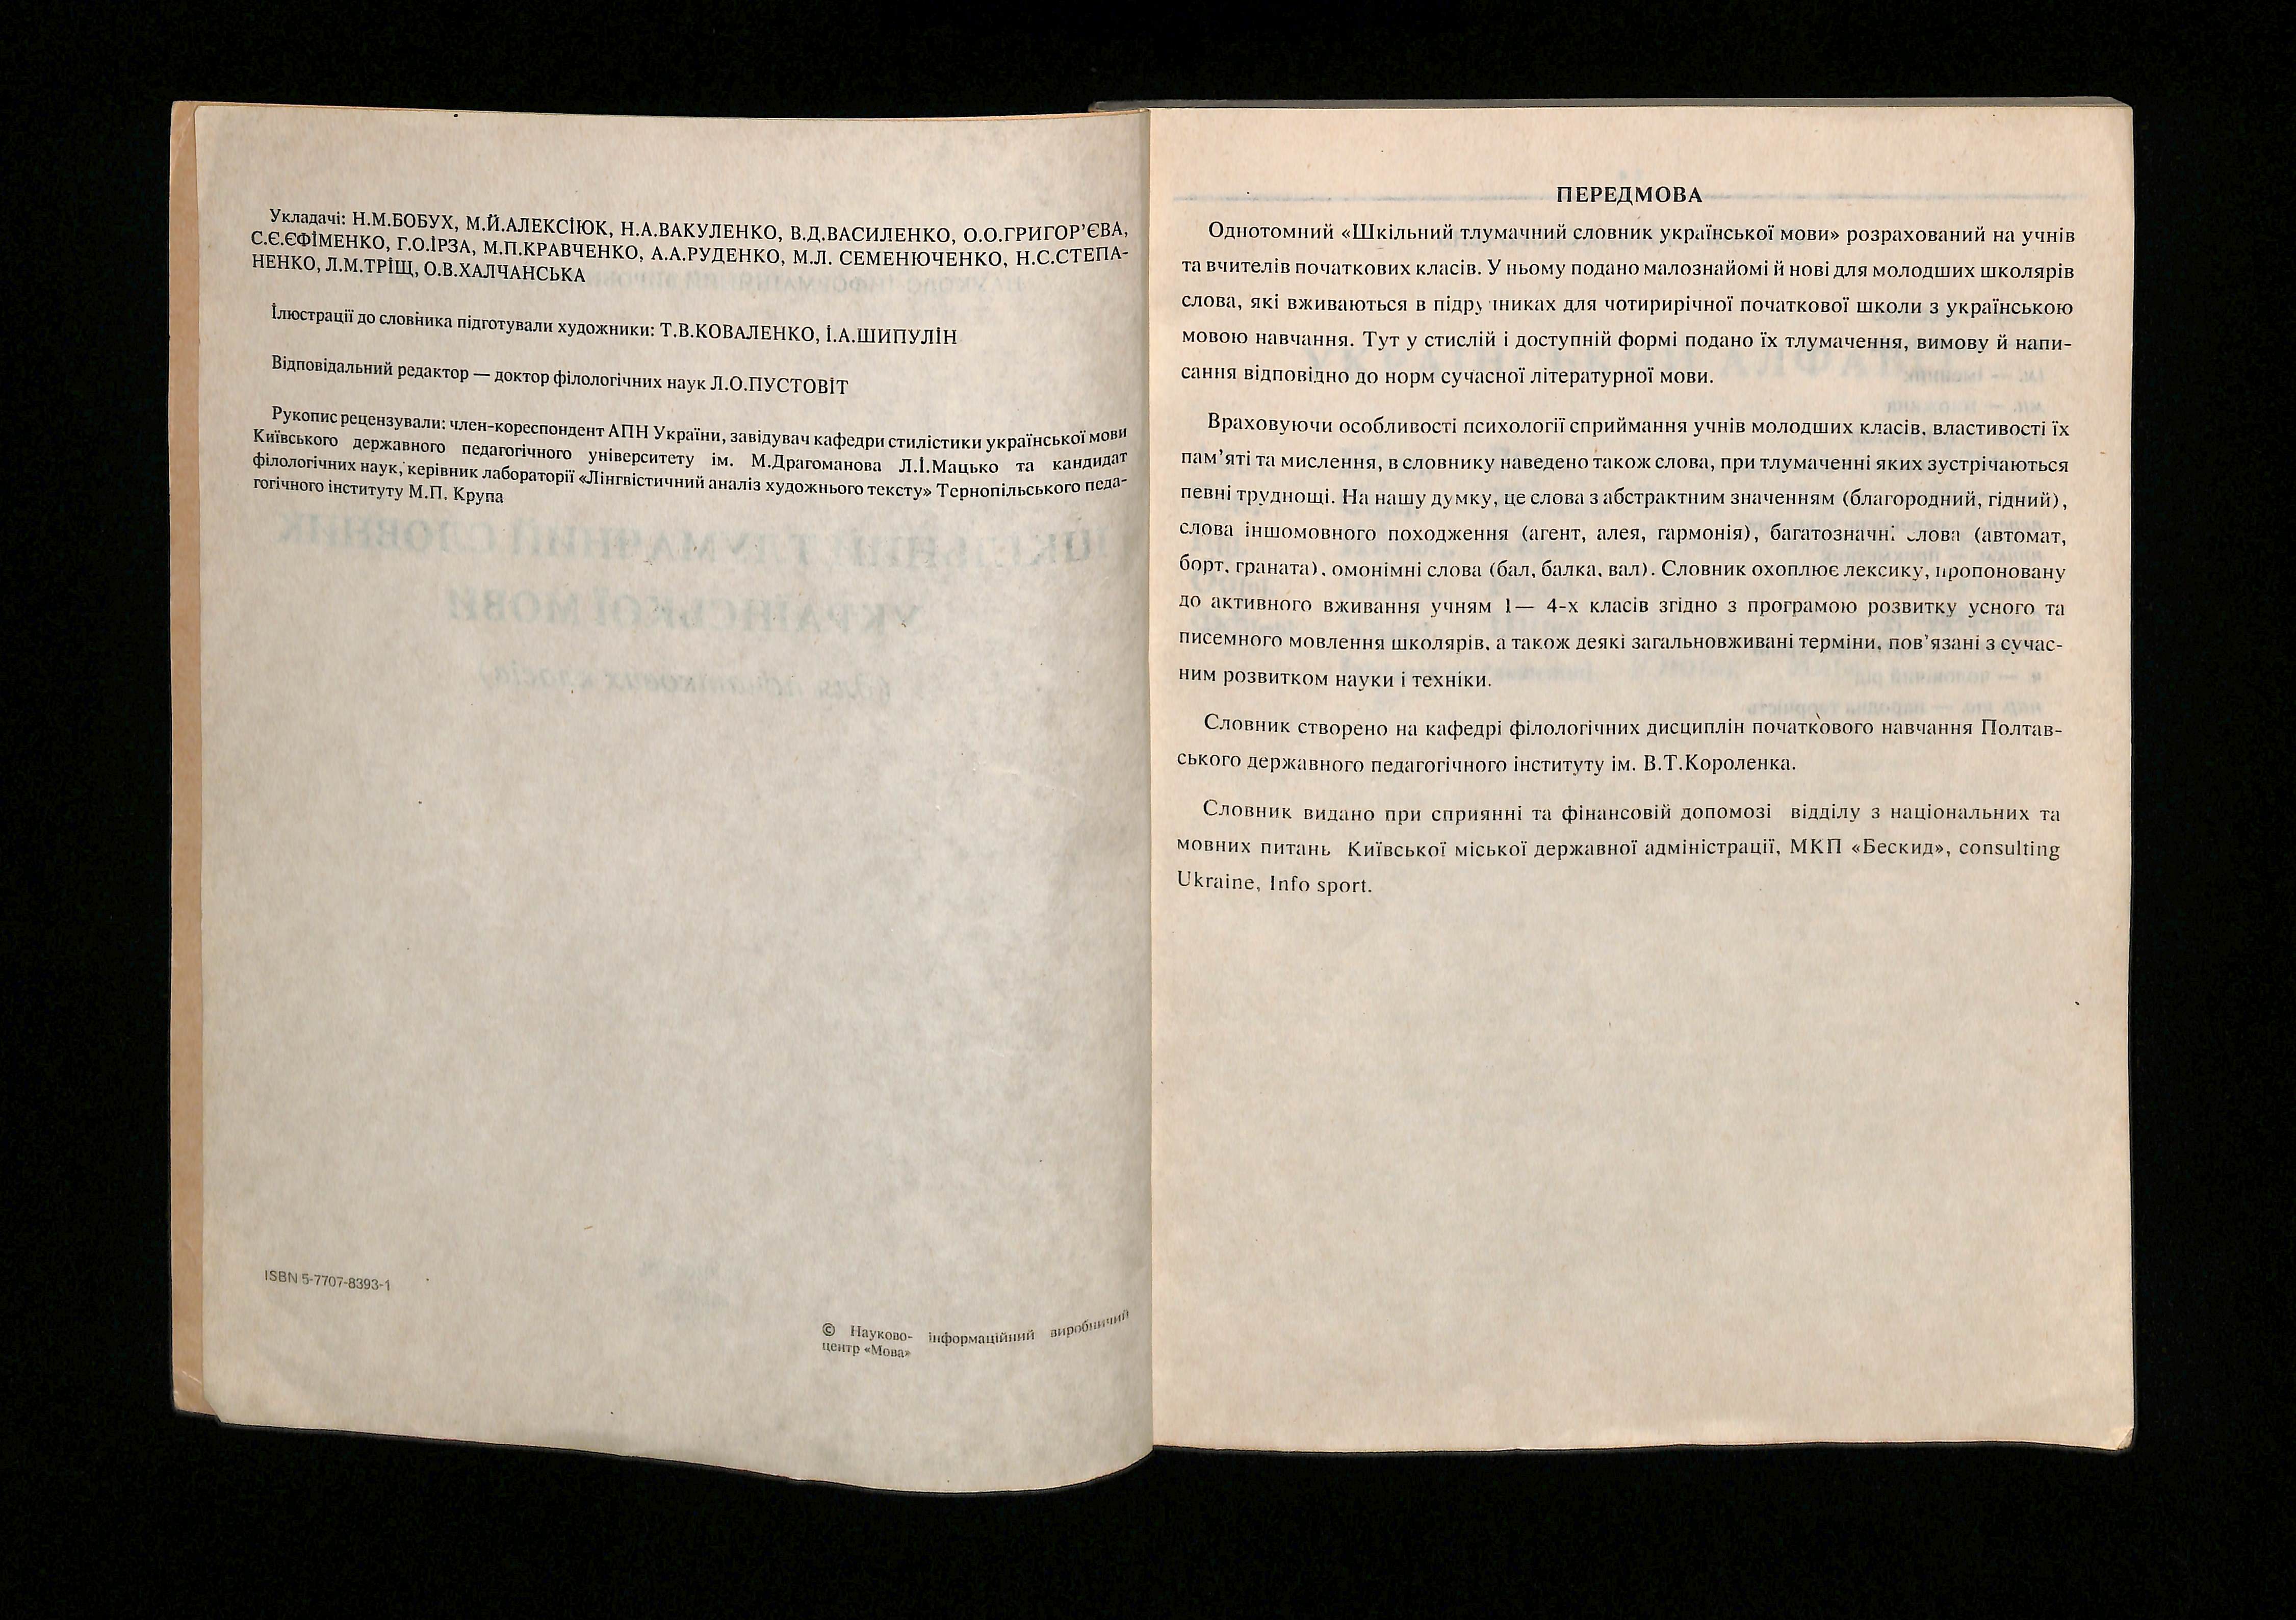 Укладачі: Н.М.БОБУХ, М.Й.АЛЕКСІЮК, Н.А.ВАКУЛЕНКО, В.Д.ВАСИЛЕНКО, О.О.ГРИГОР’ЄВА,
С.Є.ЄФІМЕНКО, Г.О.ІРЗА, М.П.КРАВЧЕНКО, А.А.РУДЕНКО, М.Л. СЕМЕНЮЧЕНКО, Н.С.СТЕПА-
НЕНКО, Л.М.ТРІЩ, О.В.ХАЛЧАНСЬКА
Ілюстрації до словника підготували художники: Т.В.КОВАЛЕНКО, І.А.ШИПУЛІН
Відповідальний редактор — доктор філологічних наук Л.О.ПУСТОВІТ
Рукопис рецензували: член-кореспондент АПН України, завідувач кафедри стилістики української мови
Київського державного педагогічного університету ім. М.Драгоманова Л.І.Мацько та кандидат
філологічних наук, керівник лабораторії «Лінгвістичний аналіз художнього тексту» Тернопільського педа-
гогічного інституту М.П. Крупа
ISBN 5-7707-8393-1
© Науково- інформаційний виробничий
центр «Мова»
ПЕРЕДМОВА
Однотомний «Шкільний тлумачний словник української мови» розрахований на учнів
та вчителів початкових класів. У ньому подано малознайомі й нові для молодших школярів
слова, які вживаються в підручниках для чотирирічної початкової школи з українською
мовою навчання. Тут у стислій і доступній формі подано їх тлумачення, вимову й напи-
сання відповідно до норм сучасної літературної мови.
Враховуючи особливості психології сприймання учнів молодших класів, властивості їх
пам’яті та мислення, в словнику наведено також слова, при тлумаченні яких зустрічаються
певні труднощі. На нашу думку, це слова з абстрактним значенням (благородний, гідний),
слова іншомовного походження (агент, алея, гармонія), багатозначні слова (автомат,
борт, граната), омонімні слова (бал, балка, вал). Словник охоплює лексику, пропоновану
до активного вживання учням 1— 4-х класів згідно з програмою розвитку усного та
писемного мовлення школярів, а також деякі загальновживані терміни, пов’язані з сучас-
ним розвитком науки і техніки.
Словник створено на кафедрі філологічних дисциплін початкового навчання Полтав-
ського державного педагогічного інституту ім. В.Т.Короленка.
Словник видано при сприянні та фінансовій допомозі відділу з національних та
мовних питань Київської міської державної адміністрації, МКП «Бескид», consulting
Ukraine, Info sport.